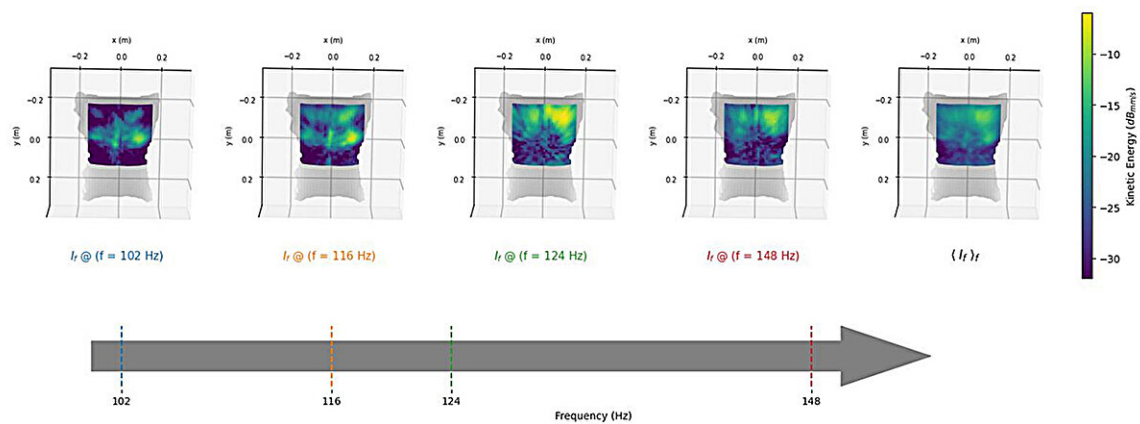 x (m)
−0.2 0.0 0.2
−0.2
0.0
0.2
y (m)
I_f @ (f = 102 Hz)
x (m)
−0.2 0.0 0.2
−0.2
0.0
0.2
y (m)
I_f @ (f = 116 Hz)
x (m)
−0.2 0.0 0.2
−0.2
0.0
0.2
y (m)
I_f @ (f = 124 Hz)
x (m)
−0.2 0.0 0.2
−0.2
0.0
0.2
y (m)
I_f @ (f = 148 Hz)
x (m)
−0.2 0.0 0.2
−0.2
0.0
0.2
y (m)
⟨ I_f ⟩_f
−10
−15
−20
−25
−30
Kinetic Energy (dB_mm/s)
102 116 124 148
Frequency (Hz)